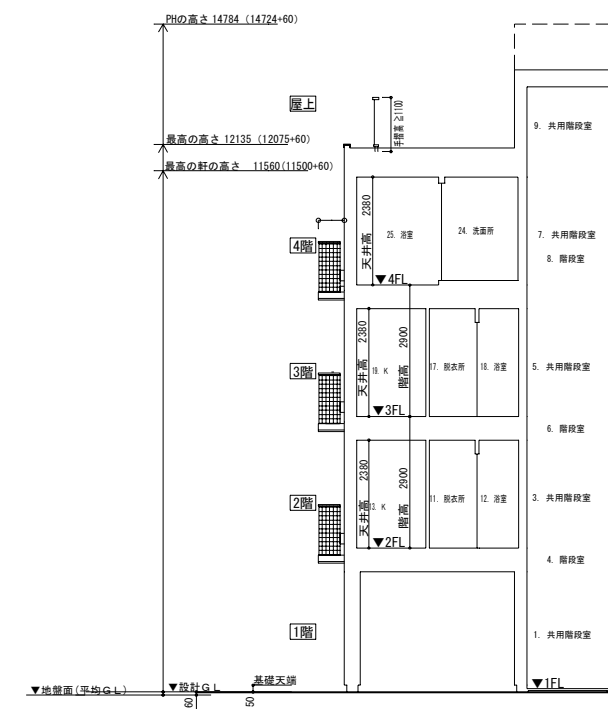 PHの高さ 14784 (14724+60)
屋上
手摺高 ≧1100
9. 共用階段室
最高の高さ 12135 (12075+60)
最高の軒の高さ 11560(11500+60)
天井高 2380
25. 浴室
24. 洗面所
7. 共用階段室
8. 階段室
4階
▼4FL
天井高 2380
階高 2900
19. K
17. 脱衣所
18. 浴室
5. 共用階段室
3階
▼3FL
6. 階段室
天井高 2380
階高 2900
13. K
11. 脱衣所
12. 浴室
3. 共用階段室
2階
▼2FL
4. 階段室
1階
1. 共用階段室
基礎天端
▼1FL
▼地盤面(平均GL)
▼設計GL
60
50